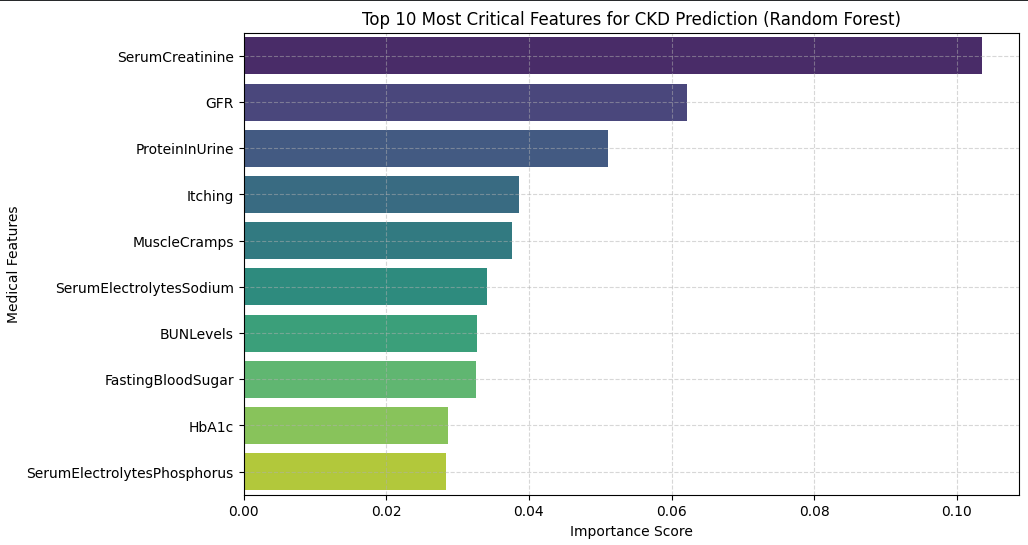 Top 10 Most Critical Features for CKD Prediction (Random Forest)
Medical Features
SerumCreatinine
GFR
ProteinInUrine
Itching
MuscleCramps
SerumElectrolytesSodium
BUNLevels
FastingBloodSugar
HbA1c
SerumElectrolytesPhosphorus
0.00 0.02 0.04 0.06 0.08 0.10
Importance Score